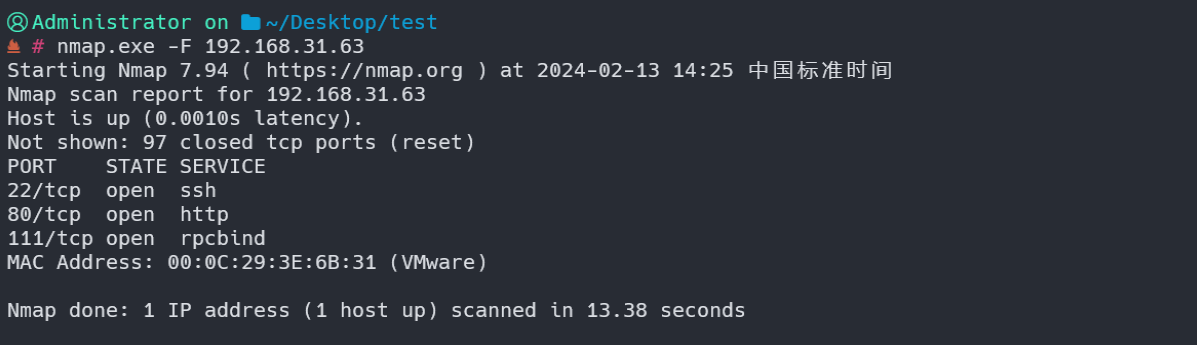 Administrator on ~/Desktop/test
# nmap.exe -F 192.168.31.63
Starting Nmap 7.94 ( https://nmap.org ) at 2024-02-13 14:25 中国标准时间
Nmap scan report for 192.168.31.63
Host is up (0.0010s latency).
Not shown: 97 closed tcp ports (reset)
PORT    STATE SERVICE
22/tcp  open  ssh
80/tcp  open  http
111/tcp open  rpcbind
MAC Address: 00:0C:29:3E:6B:31 (VMware)
Nmap done: 1 IP address (1 host up) scanned in 13.38 seconds